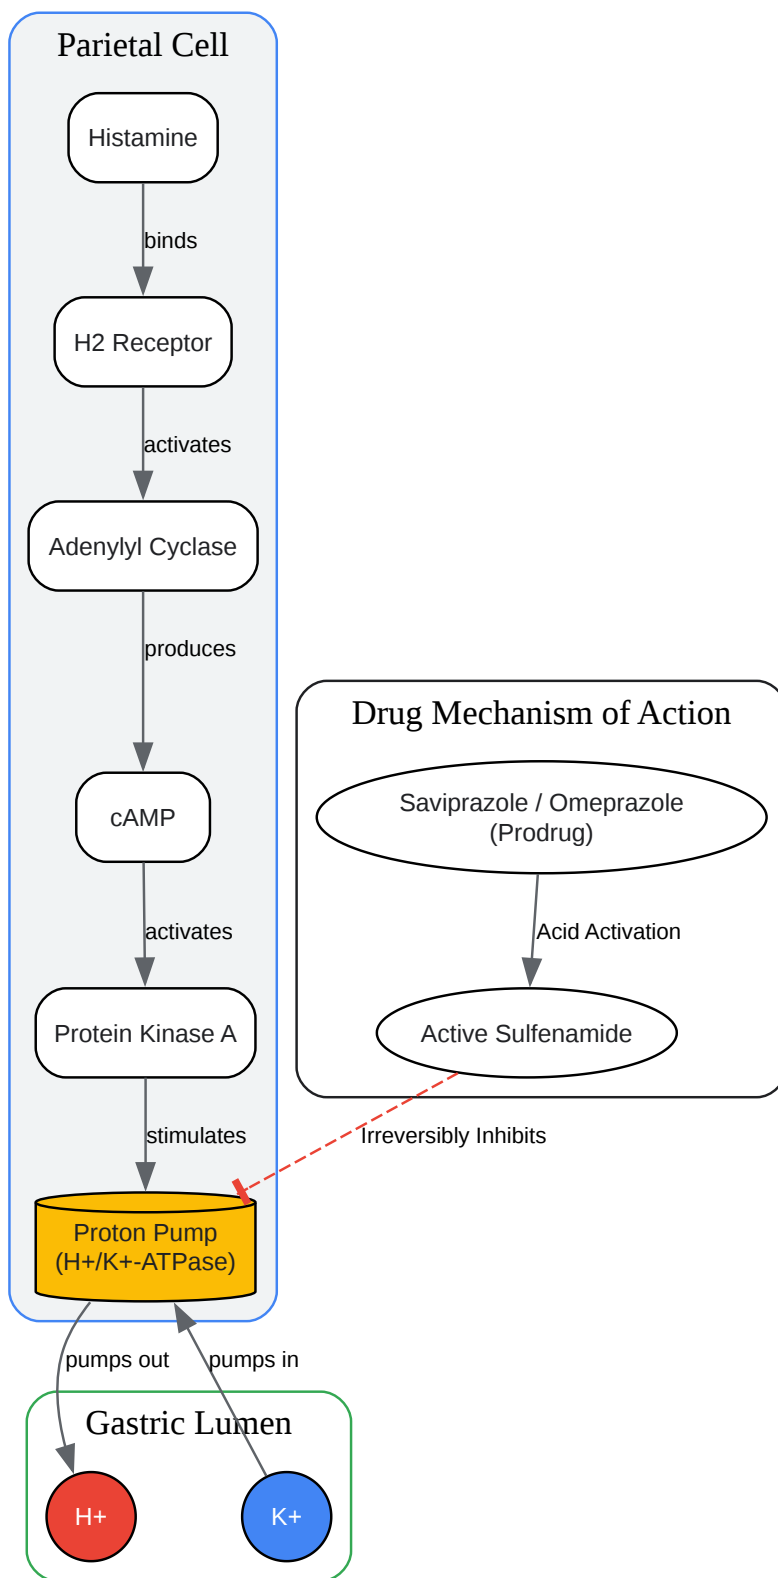 Parietal Cell
Histamine
binds
H2 Receptor
activates
Adenylyl Cyclase
produces
cAMP
activates
Protein Kinase A
stimulates
Proton Pump
(H+/K+-ATPase)
Drug Mechanism of Action
Saviprazole / Omeprazole
(Prodrug)
Acid Activation
Active Sulfenamide
Irreversibly Inhibits
pumps out
pumps in
Gastric Lumen
H+
K+